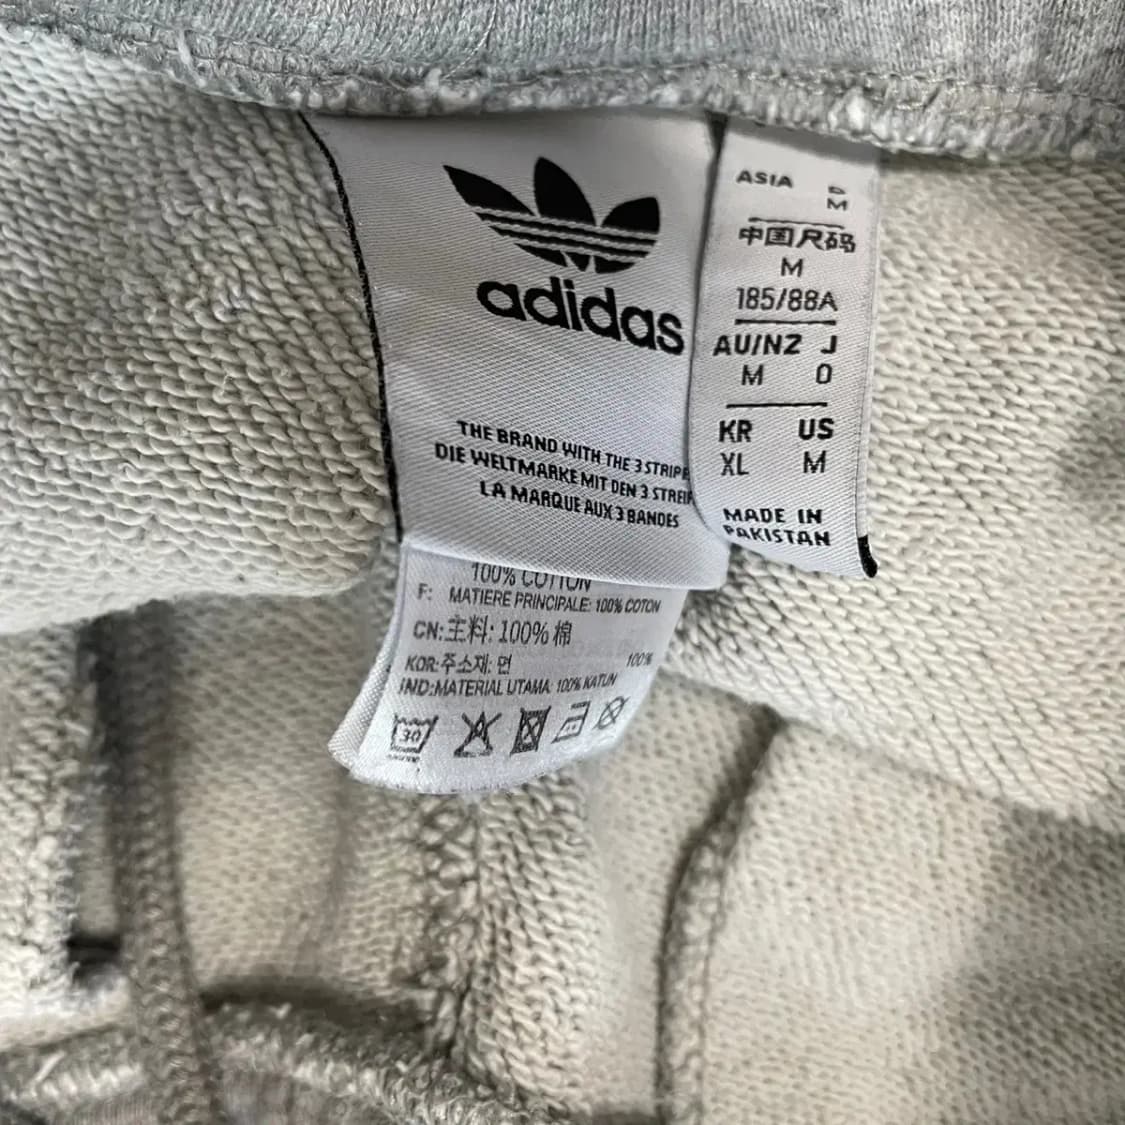 adidas
THE BRAND WITH THE 3 STRIPE
DIE WELTMARKE MIT DEN 3 STREIF
LA MARQUE AUX 3 BANDES
100% COTTON
F: MATIERE PRINCIPALE: 100% COTON
CN:主料: 100% 棉
KOR:주소재: 면 100%
IND:MATERIAL UTAMA: 100% KATUN
30
ASIA D
M
中国尺码
M
185/88A
AU/NZ J
M O
KR US
XL M
MADE IN
PAKISTAN